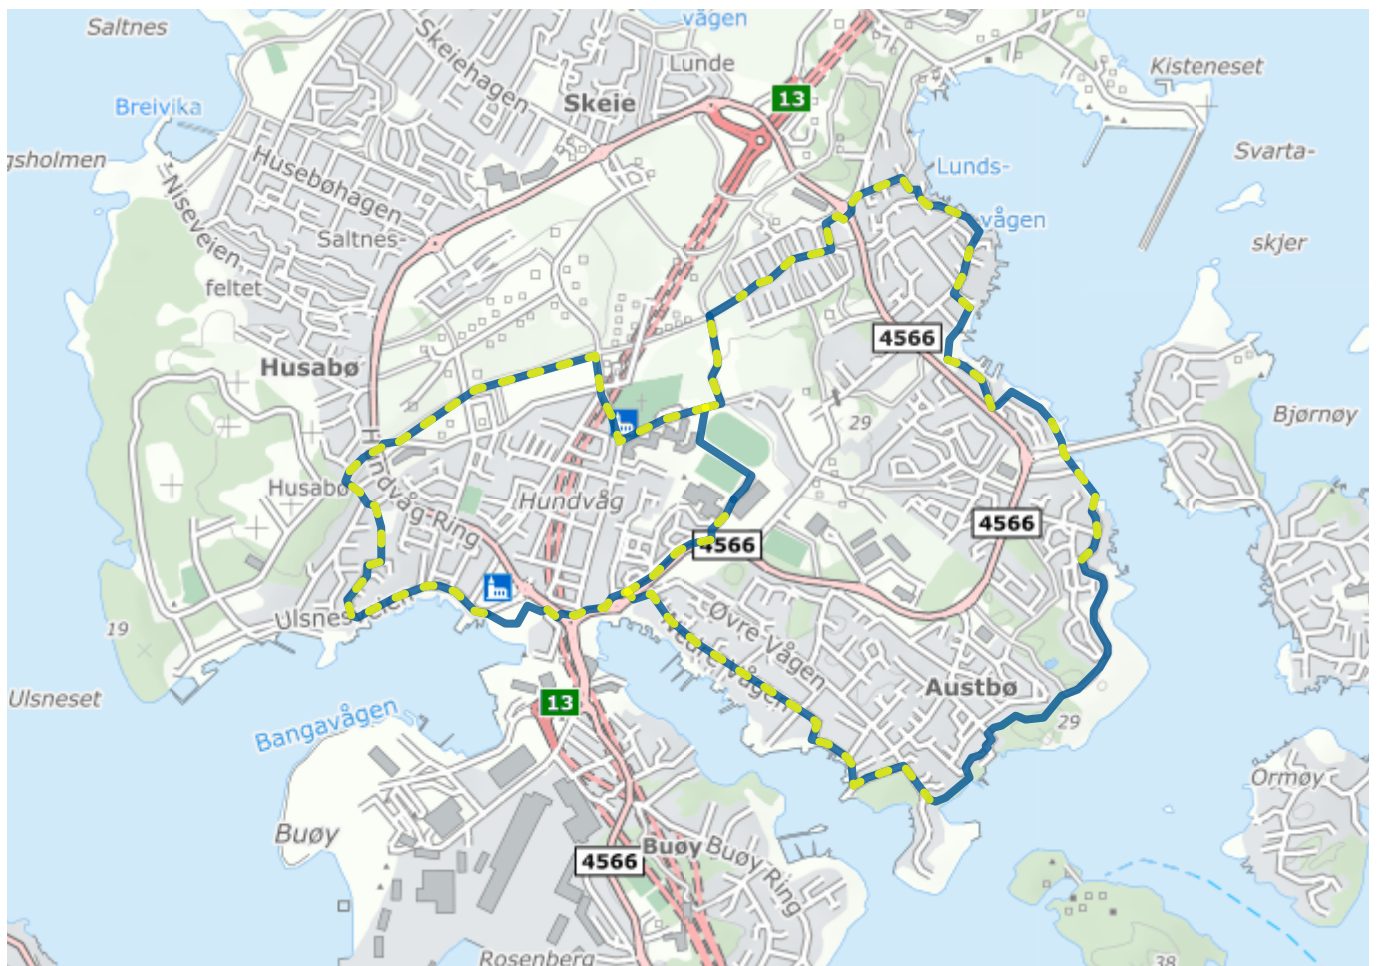 Saltnes
vågen
Skeiehagen
Lunde
Kisteneset
13
Skeie
Breivika
Svarta-
gsholmen
Husebøhagen
Lunds-
Niseveien
vågen
Saltnes-
skjer
feltet
4566
Husabø
Bjørnøy
29
Husabø
Hundvåg
Hundvåg-Ring
4566
4566
Ulsnes
19
Øvre-Vågen
Nedre Vågen
Austbø
Ulsneset
13
Bangavågen
29
Ormøy
Buøy
Buøy
Buøy Ring
4566
Rosenberg
38